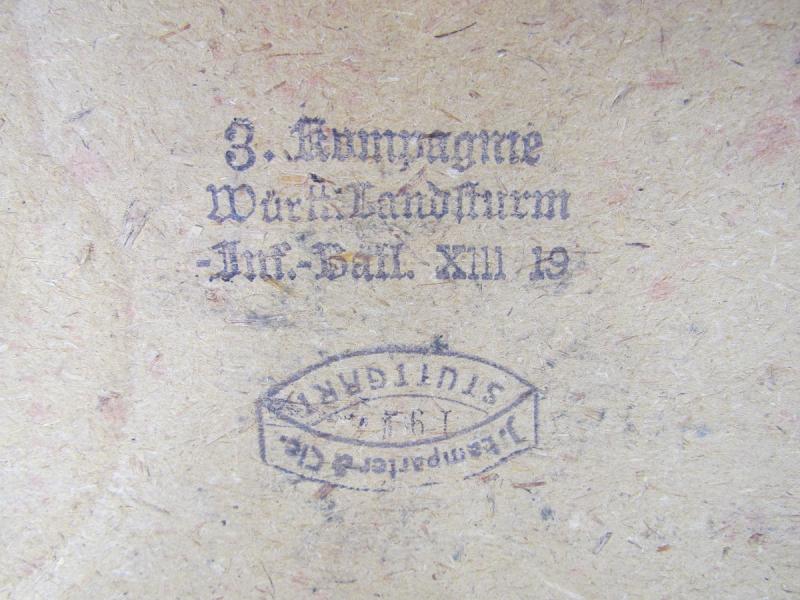 3. Kompagnie
Württ. Landsturm
-Inf.-Batl. XIII 19
J. Lamparter & Cie.
STUTTGART